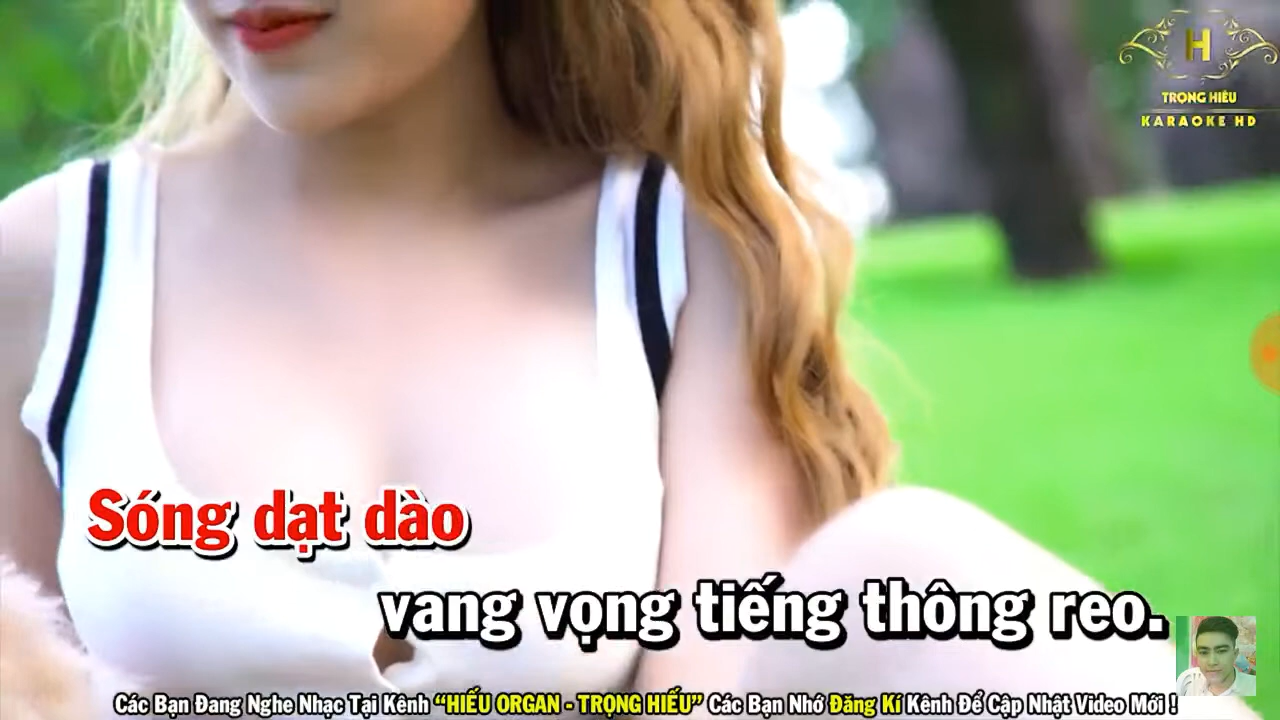 H
TRỌNG HIẾU
KARAOKE HD
Sóng dạt dào
vang vọng tiếng thông reo.
Các Bạn Đang Nghe Nhạc Tại Kênh “HIẾU ORGAN - TRỌNG HIẾU” Các Bạn Nhớ Đăng Kí Kênh Để Cập Nhật Video Mới !